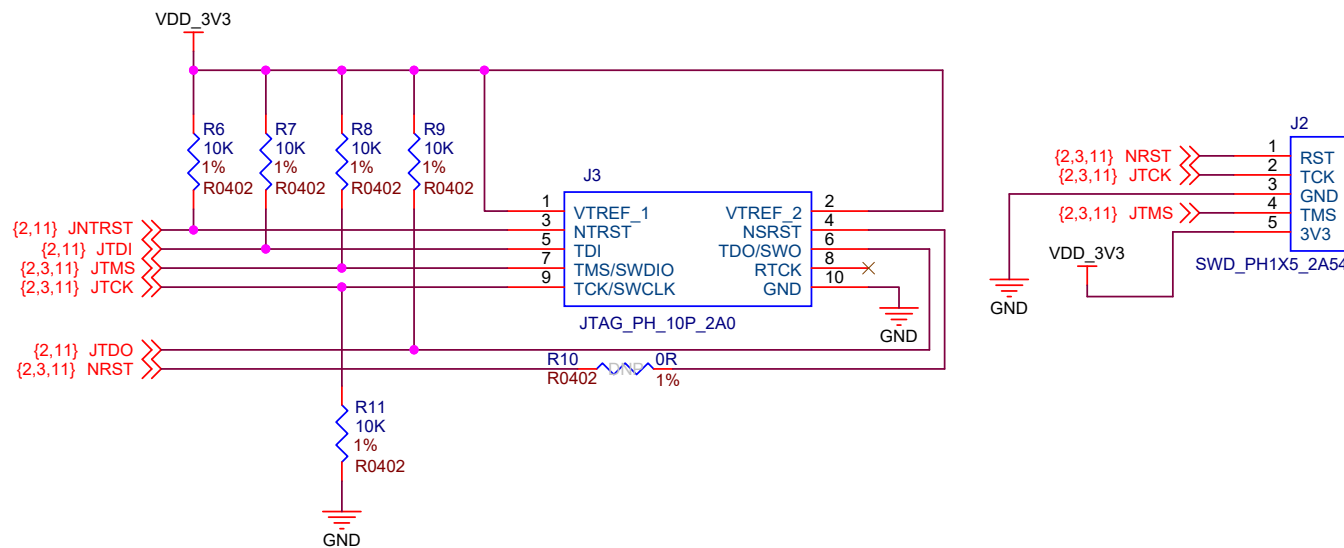 VDD_3V3
R6
10K
1%
R0402
R7
10K
1%
R0402
R8
10K
1%
R0402
R9
10K
1%
R0402
{2,11} JNTRST
{2,11} JTDI
{2,3,11} JTMS
{2,3,11} JTCK
{2,11} JTDO
{2,3,11} NRST
J3
1 VTREF_1
3 NTRST
5 TDI
7 TMS/SWDIO
9 TCK/SWCLK
VTREF_2 2
NSRST 4
TDO/SWO 6
RTCK 8
GND 10
JTAG_PH_10P_2A0
GND
R10 0R
DNP
R0402 1%
R11
10K
1%
R0402
GND
J2
{2,3,11} NRST 1 RST
{2,3,11} JTCK 2 TCK
3 GND
{2,3,11} JTMS 4 TMS
5 3V3
VDD_3V3
SWD_PH1X5_2A54
GND